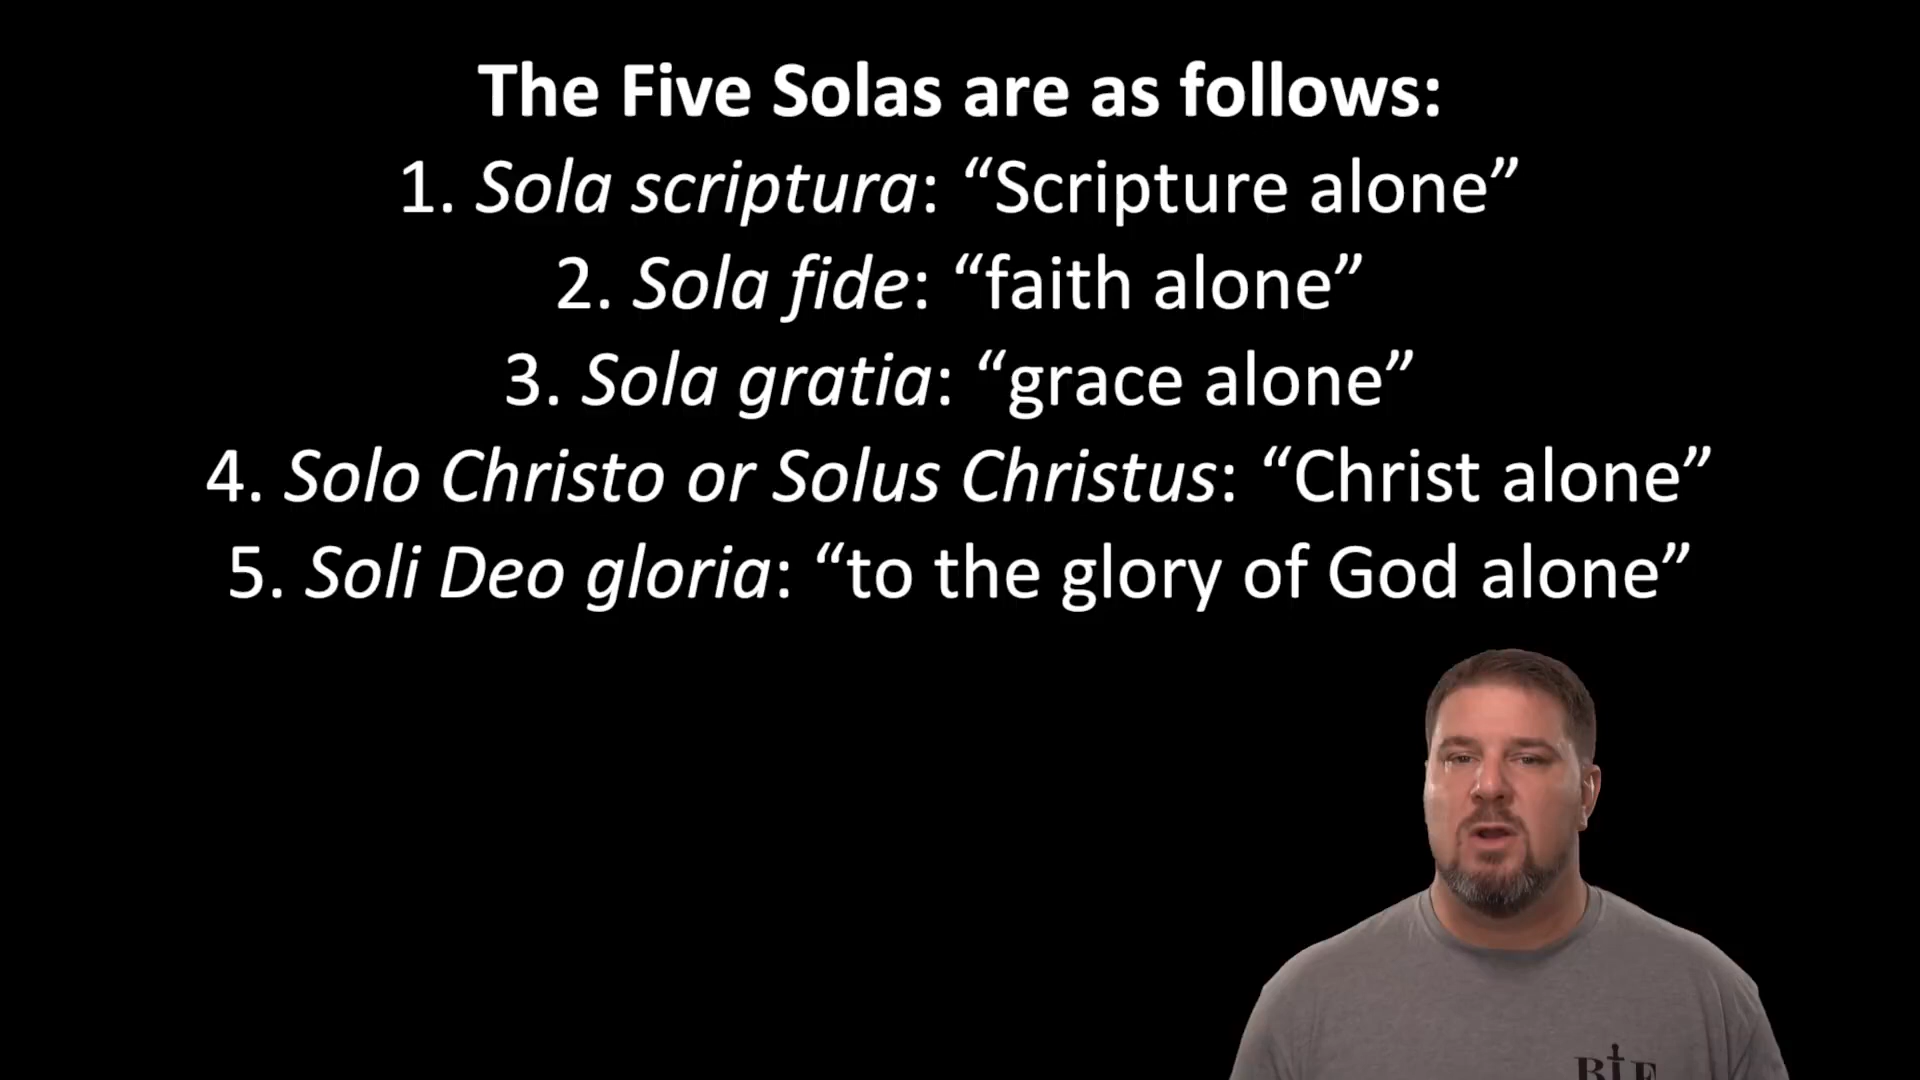 The Five Solas are as follows:
1. Sola scriptura: “Scripture alone”
2. Sola fide: “faith alone”
3. Sola gratia: “grace alone”
4. Solo Christo or Solus Christus: “Christ alone”
5. Soli Deo gloria: “to the glory of God alone”